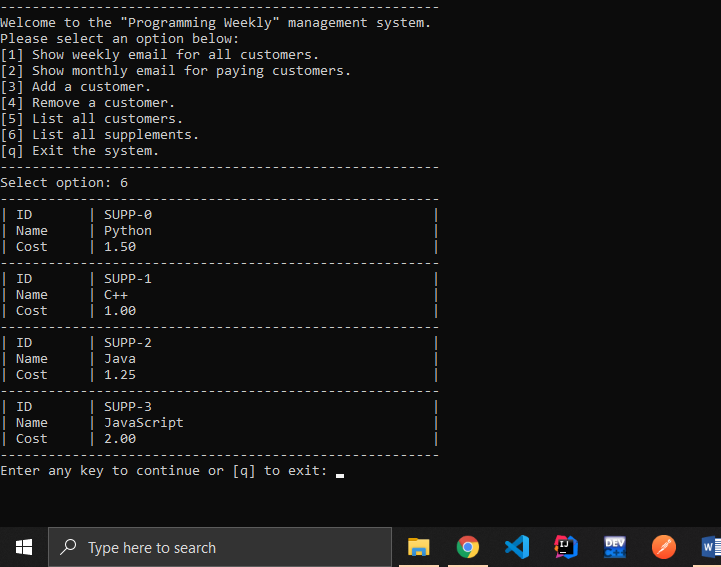 -------------------------------------------------------
Welcome to the "Programming Weekly" management system.
Please select an option below:
[1] Show weekly email for all customers.
[2] Show monthly email for paying customers.
[3] Add a customer.
[4] Remove a customer.
[5] List all customers.
[6] List all supplements.
[q] Exit the system.
-------------------------------------------------------
Select option: 6
-------------------------------------------------------
| ID       | SUPP-0                                   |
| Name     | Python                                   |
| Cost     | 1.50                                     |
-------------------------------------------------------
| ID       | SUPP-1                                   |
| Name     | C++                                      |
| Cost     | 1.00                                     |
-------------------------------------------------------
| ID       | SUPP-2                                   |
| Name     | Java                                     |
| Cost     | 1.25                                     |
-------------------------------------------------------
| ID       | SUPP-3                                   |
| Name     | JavaScript                               |
| Cost     | 2.00                                     |
-------------------------------------------------------
Enter any key to continue or [q] to exit:
Type here to search
IJ
DEV
W